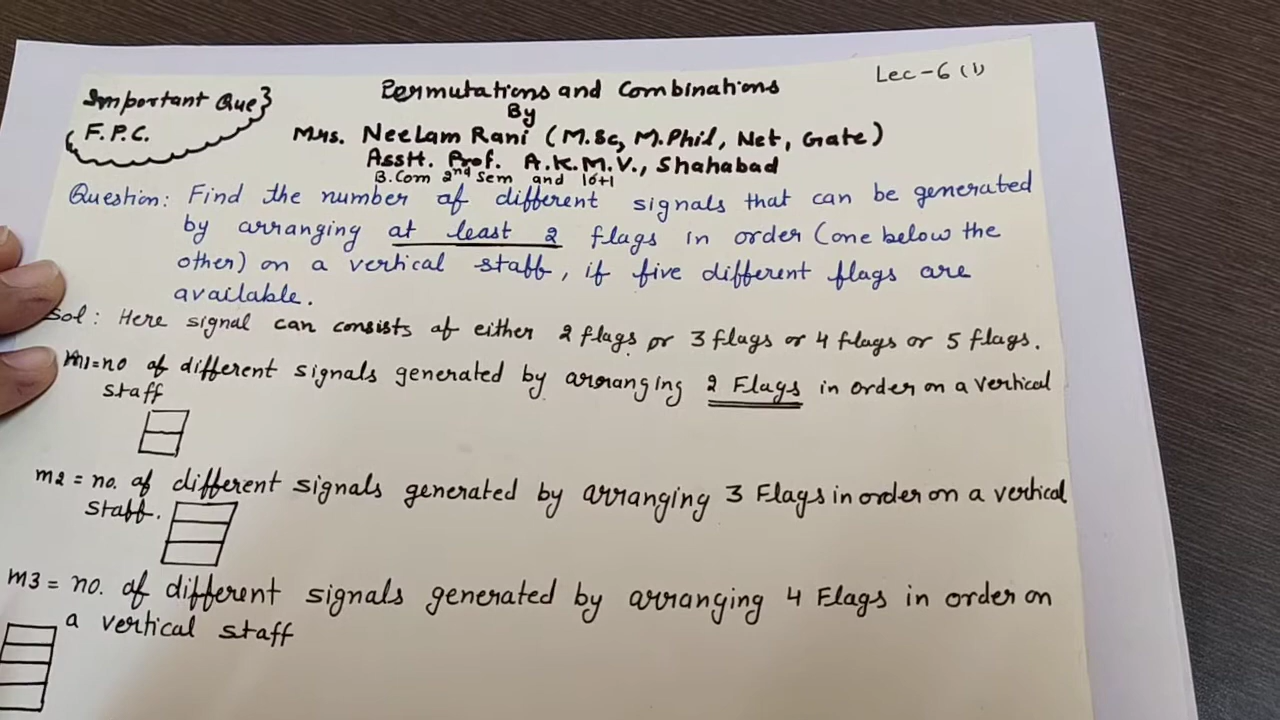 Lec-6 (1)
Important Que
F.P.C.
Permutations and Combinations
By
Mrs. Neelam Rani (M.Sc, M.Phil, Net, Gate)
Asstt. Prof. A.K.M.V., Shahabad
B.Com 2nd Sem and 10+1
Question: Find the number of different signals that can be generated
by arranging at least 2 flags in order (one below the
other) on a vertical staff, if five different flags are
available.
Sol: Here signal can consists of either 2 flags or 3 flags or 4 flags or 5 flags.
m1=no of different signals generated by arranging 2 Flags in order on a vertical
staff
m2 = no. of different signals generated by arranging 3 Flags in order on a vertical
staff.
m3 = no. of different signals generated by arranging 4 Flags in order on
a vertical staff